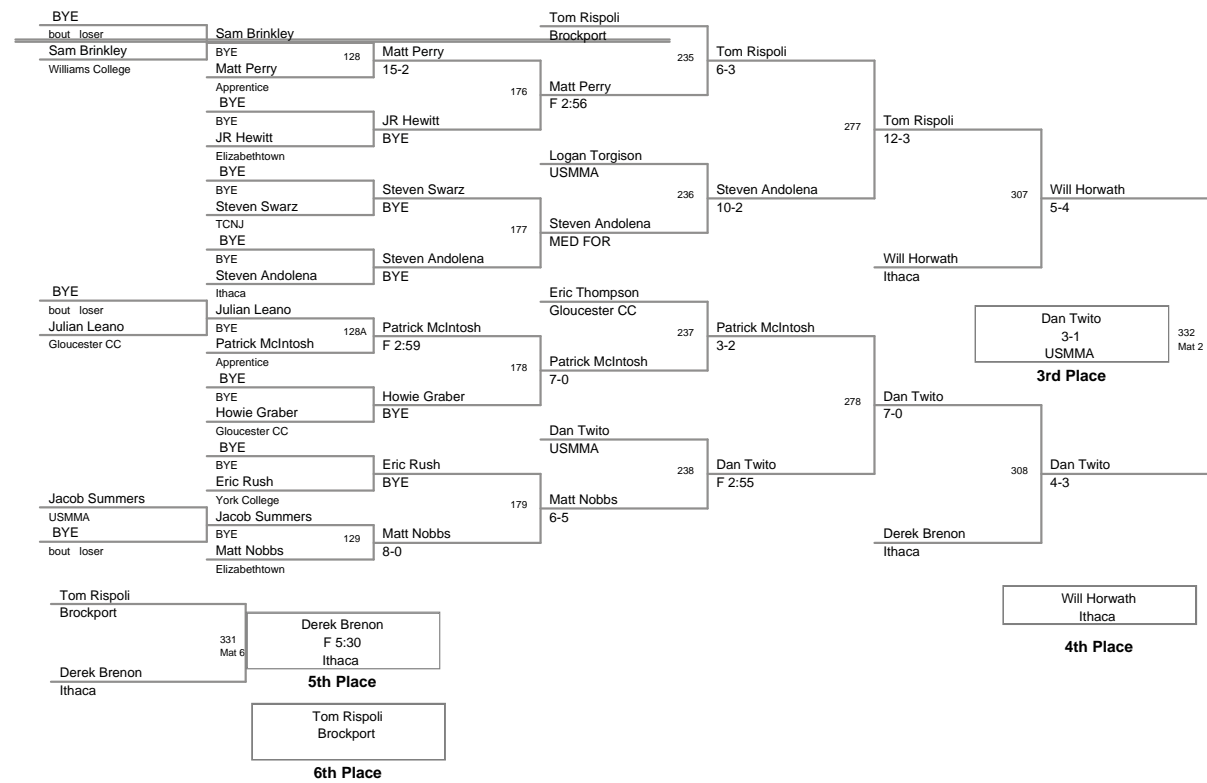 BYE
bout loser
Sam Brinkley
Williams College
Sam Brinkley
BYE
128
Matt Perry
Apprentice
BYE
BYE
JR Hewitt
Elizabethtown
BYE
BYE
Steven Swarz
TCNJ
BYE
BYE
Steven Andolena
Ithaca
BYE
bout loser
Julian Leano
Gloucester CC
Julian Leano
BYE
128A
Patrick McIntosh
Apprentice
BYE
BYE
Howie Graber
Gloucester CC
BYE
BYE
Eric Rush
York College
Jacob Summers
USMMA
BYE
bout loser
Jacob Summers
BYE
129
Matt Nobbs
Elizabethtown
Matt Perry
15-2
176
JR Hewitt
BYE
Steven Swarz
BYE
177
Steven Andolena
BYE
Patrick McIntosh
F 2:59
178
Howie Graber
BYE
Eric Rush
BYE
179
Matt Nobbs
8-0
Tom Rispoli
Brockport
235
Matt Perry
F 2:56
Logan Torgison
USMMA
236
Steven Andolena
MED FOR
Eric Thompson
Gloucester CC
237
Patrick McIntosh
7-0
Dan Twito
USMMA
238
Matt Nobbs
6-5
Tom Rispoli
6-3
277
Steven Andolena
10-2
Patrick McIntosh
3-2
278
Dan Twito
F 2:55
Tom Rispoli
12-3
307
Will Horwath
Ithaca
Dan Twito
7-0
308
Derek Brenon
Ithaca
Will Horwath
5-4
Dan Twito
4-3
Dan Twito
3-1
USMMA
332
Mat 2
3rd Place
Will Horwath
Ithaca
4th Place
Tom Rispoli
Brockport
331
Mat 6
Derek Brenon
Ithaca
Derek Brenon
F 5:30
Ithaca
5th Place
Tom Rispoli
Brockport
6th Place